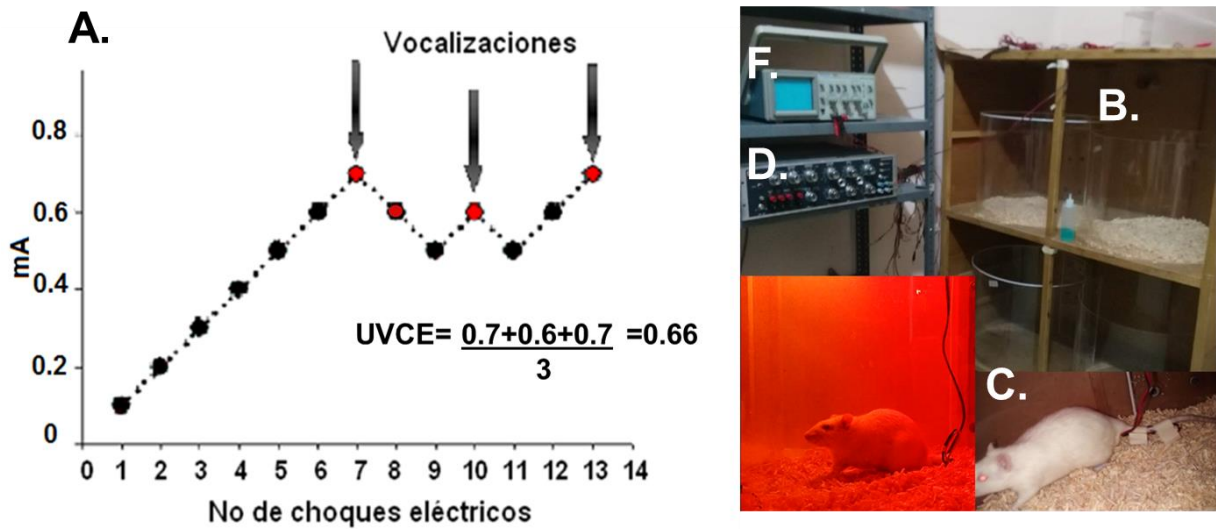 A.
Vocalizaciones
0.8
0.6
0.4
0.2
0
mA
UVCE= 0.7+0.6+0.7 =0.66
3
0 1 2 3 4 5 6 7 8 9 10 11 12 13 14
No de choques eléctricos
F.
B.
D.
C.